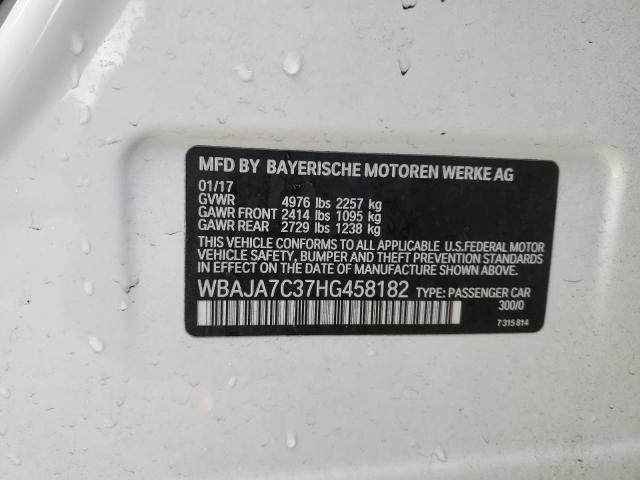 MFD BY BAYERISCHE MOTOREN WERKE AG
01/17
GVWR 4976 lbs 2257 kg
GAWR FRONT 2414 lbs 1095 kg
GAWR REAR 2729 lbs 1238 kg
THIS VEHICLE CONFORMS TO ALL APPLICABLE U.S.FEDERAL MOTOR
VEHICLE SAFETY, BUMPER AND THEFT PREVENTION STANDARDS
IN EFFECT ON THE DATE OF MANUFACTURE SHOWN ABOVE.
WBAJA7C37HG458182 TYPE: PASSENGER CAR
300/0
7 315 814